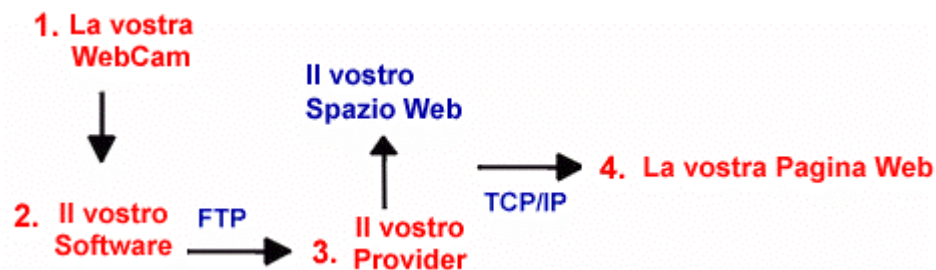 1. La vostra
WebCam
2. Il vostro
Software
FTP
3. Il vostro
Provider
Il vostro
Spazio Web
TCP/IP
4. La vostra Pagina Web